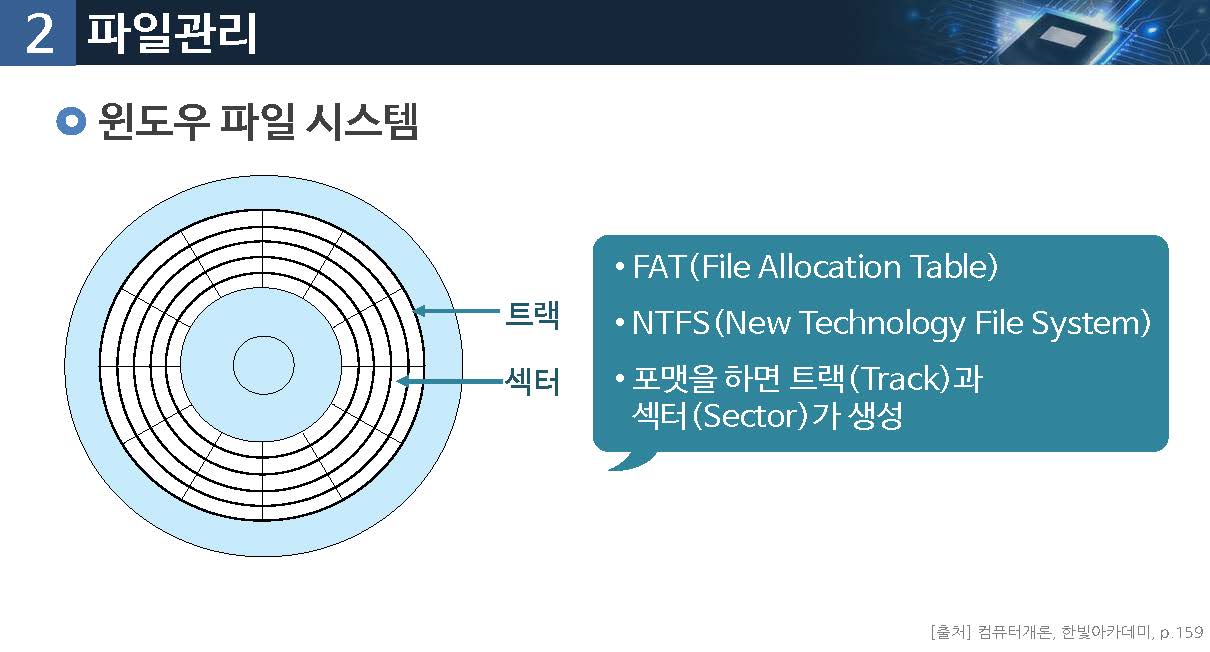 2 파일관리
윈도우 파일 시스템
트랙
섹터
• FAT(File Allocation Table)
• NTFS(New Technology File System)
• 포맷을 하면 트랙(Track)과
섹터(Sector)가 생성
[출처] 컴퓨터개론, 한빛아카데미, p.159